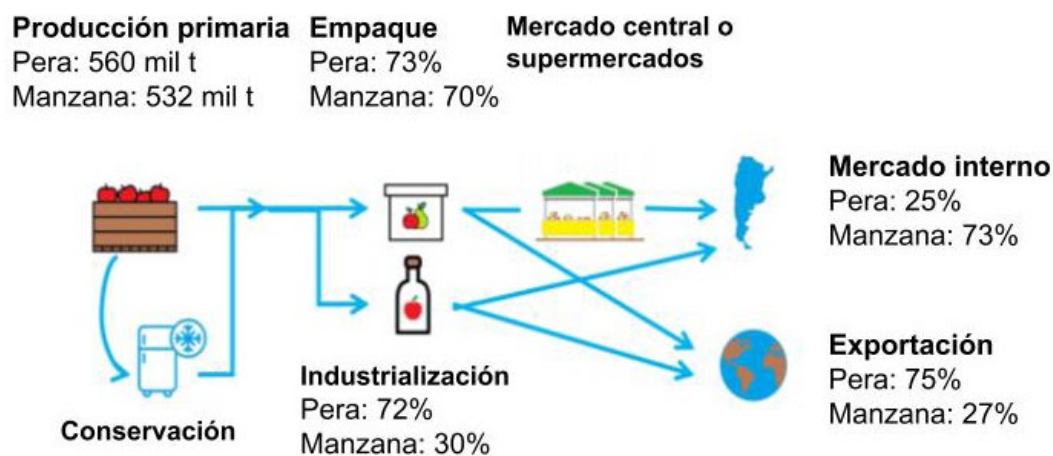 Producción primaria
Pera: 560 mil t
Manzana: 532 mil t
Empaque
Pera: 73%
Manzana: 70%
Mercado central o
supermercados
Mercado interno
Pera: 25%
Manzana: 73%
Conservación
Industrialización
Pera: 72%
Manzana: 30%
Exportación
Pera: 75%
Manzana: 27%